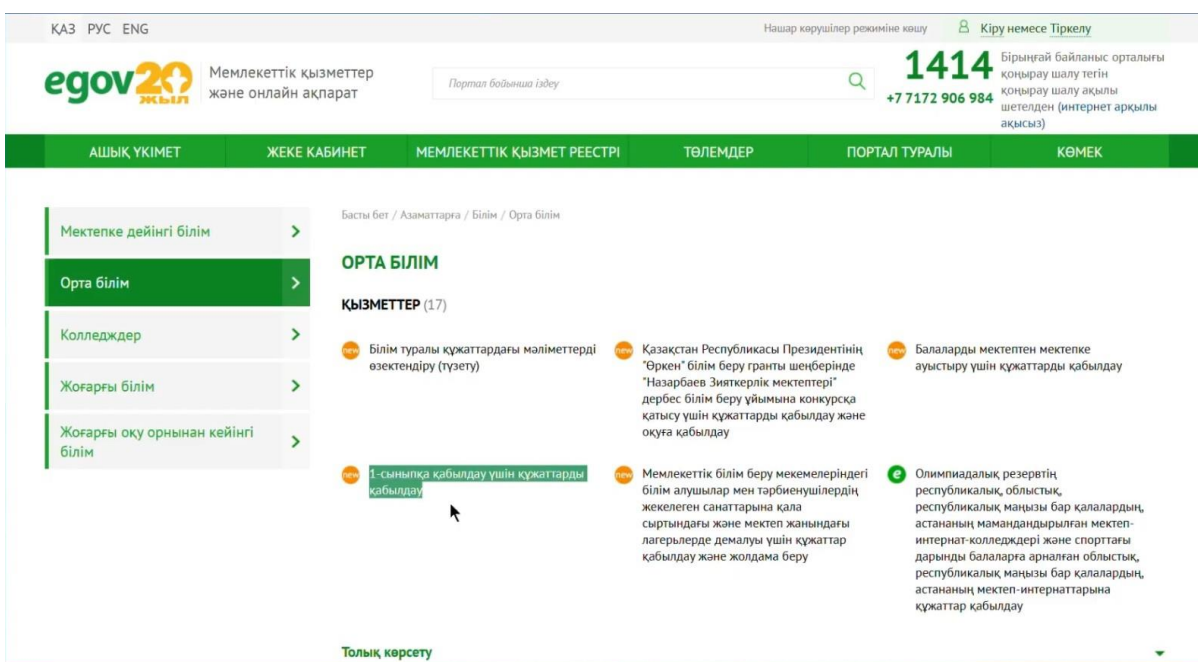 ҚАЗ РУС ENG
Нашар көрушілер режиміне көшу
Кіру немесе Тіркелу
egov20
ЖЫЛ
Мемлекеттік қызметтер
және онлайн ақпарат
Портал бойынша іздеу
1414
+7 7172 906 984
Бірыңғай байланыс орталығы
қоңырау шалу тегін
қоңырау шалу ақылы
шетелден (интернет арқылы
ақысыз)
АШЫҚ ҮКІМЕТ
ЖЕКЕ КАБИНЕТ
МЕМЛЕКЕТТІК ҚЫЗМЕТ РЕЕСТРІ
ТӨЛЕМДЕР
ПОРТАЛ ТУРАЛЫ
КӨМЕК
Мектепке дейінгі білім
Орта білім
Колледждер
Жоғарғы білім
Жоғарғы оқу орнынан кейінгі
білім
Басты бет / Азаматтарға / Білім / Орта білім
ОРТА БІЛІМ
ҚЫЗМЕТТЕР (17)
new
Білім туралы құжаттардағы мәліметтерді
өзектендіру (түзету)
new
Қазақстан Республикасы Президентінің
"Өркен" білім беру гранты шеңберінде
"Назарбаев Зияткерлік мектептері"
дербес білім беру ұйымына конкурсқа
қатысу үшін құжаттарды қабылдау және
оқуға қабылдау
new
Балаларды мектептен мектепке
ауыстыру үшін құжаттарды қабылдау
new
1-сыныпқа қабылдау үшін құжаттарды
қабылдау
new
Мемлекеттік білім беру мекемелеріндегі
білім алушылар мен тәрбиенушілердің
жекелеген санаттарына қала
сыртындағы және мектеп жанындағы
лагерьлерде демалуы үшін құжаттар
қабылдау және жолдама беру
e
Олимпиадалық резервтің
республикалық, облыстық,
республикалық маңызы бар қалалардың,
астананың мамандандырылған мектеп-
интернат-колледждері және спорттағы
дарынды балаларға арналған облыстық,
республикалық маңызы бар қалалардың,
астананың мектеп-интернаттарына
құжаттар қабылдау
Толық көрсету